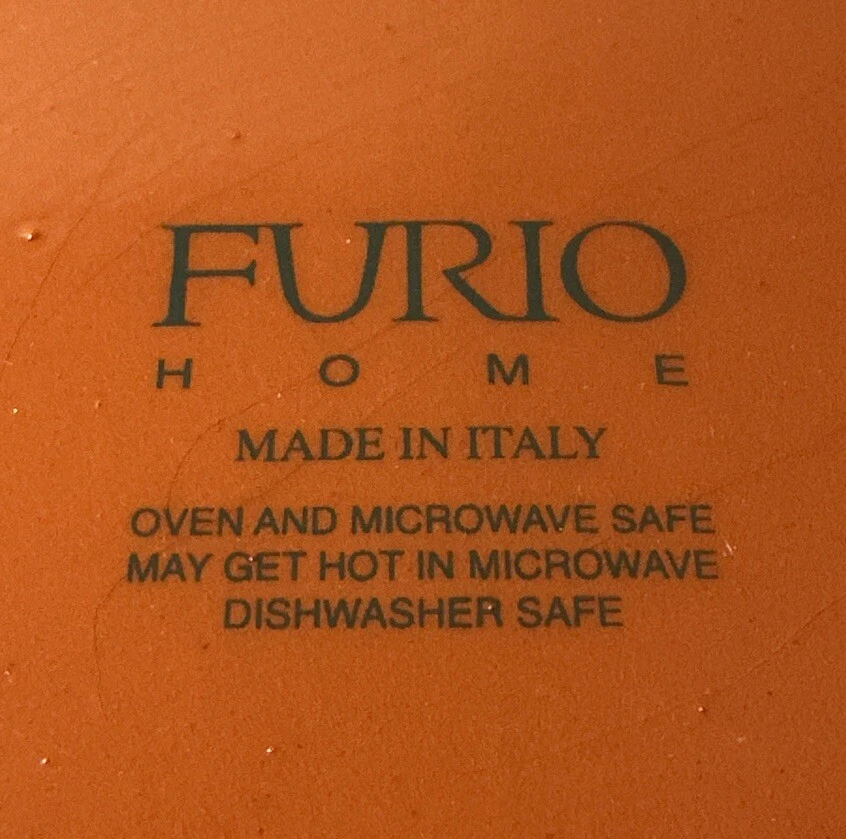 FURIO
HOME
MADE IN ITALY
OVEN AND MICROWAVE SAFE
MAY GET HOT IN MICROWAVE
DISHWASHER SAFE